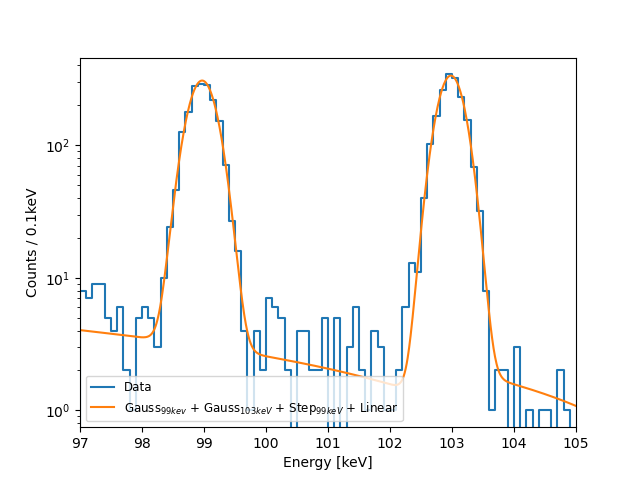 Counts / 0.1keV
10²
10¹
10⁰
Data
Gauss₉₉ₖₑᵥ + Gauss₁₀₃ₖₑV + Step₉₉ₖₑV + Linear
97 98 99 100 101 102 103 104 105
Energy [keV]